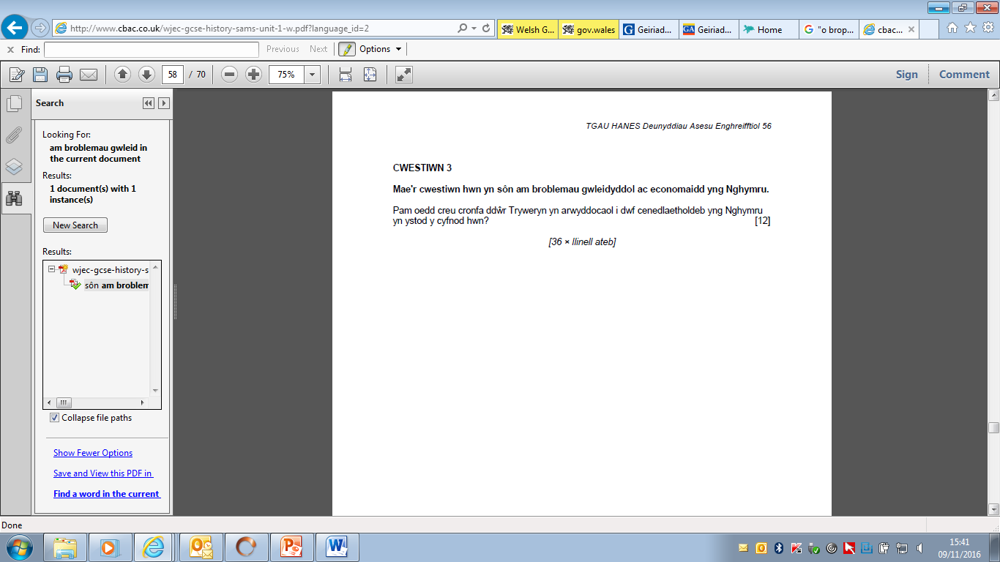 http://www.cbac.co.uk/wjec-gcse-history-sams-unit-1-w.pdf?language_id=2
Welsh G...
gov.wales
Geiriad...
Geiriad...
Home
"o brop...
cbac...
x Find:
Previous Next Options
58 / 70 75% Sign Comment
Search
Looking For:
am broblemau gwleid in
the current document
Results:
1 document(s) with 1
instance(s)
New Search
Results:
wjec-gcse-history-s
sôn am broblem
Collapse file paths
Show Fewer Options
Save and View this PDF in
Find a word in the current
TGAU HANES Deunyddiau Asesu Enghreifftiol 56
CWESTIWN 3
Mae'r cwestiwn hwn yn sôn am broblemau gwleidyddol ac economaidd yng Nghymru.
Pam oedd creu cronfa ddŵr Tryweryn yn arwyddocaol i dwf cenedlaetholdeb yng Nghymru
yn ystod y cyfnod hwn? [12]
[36 × llinell ateb]
Done
15:41
09/11/2016